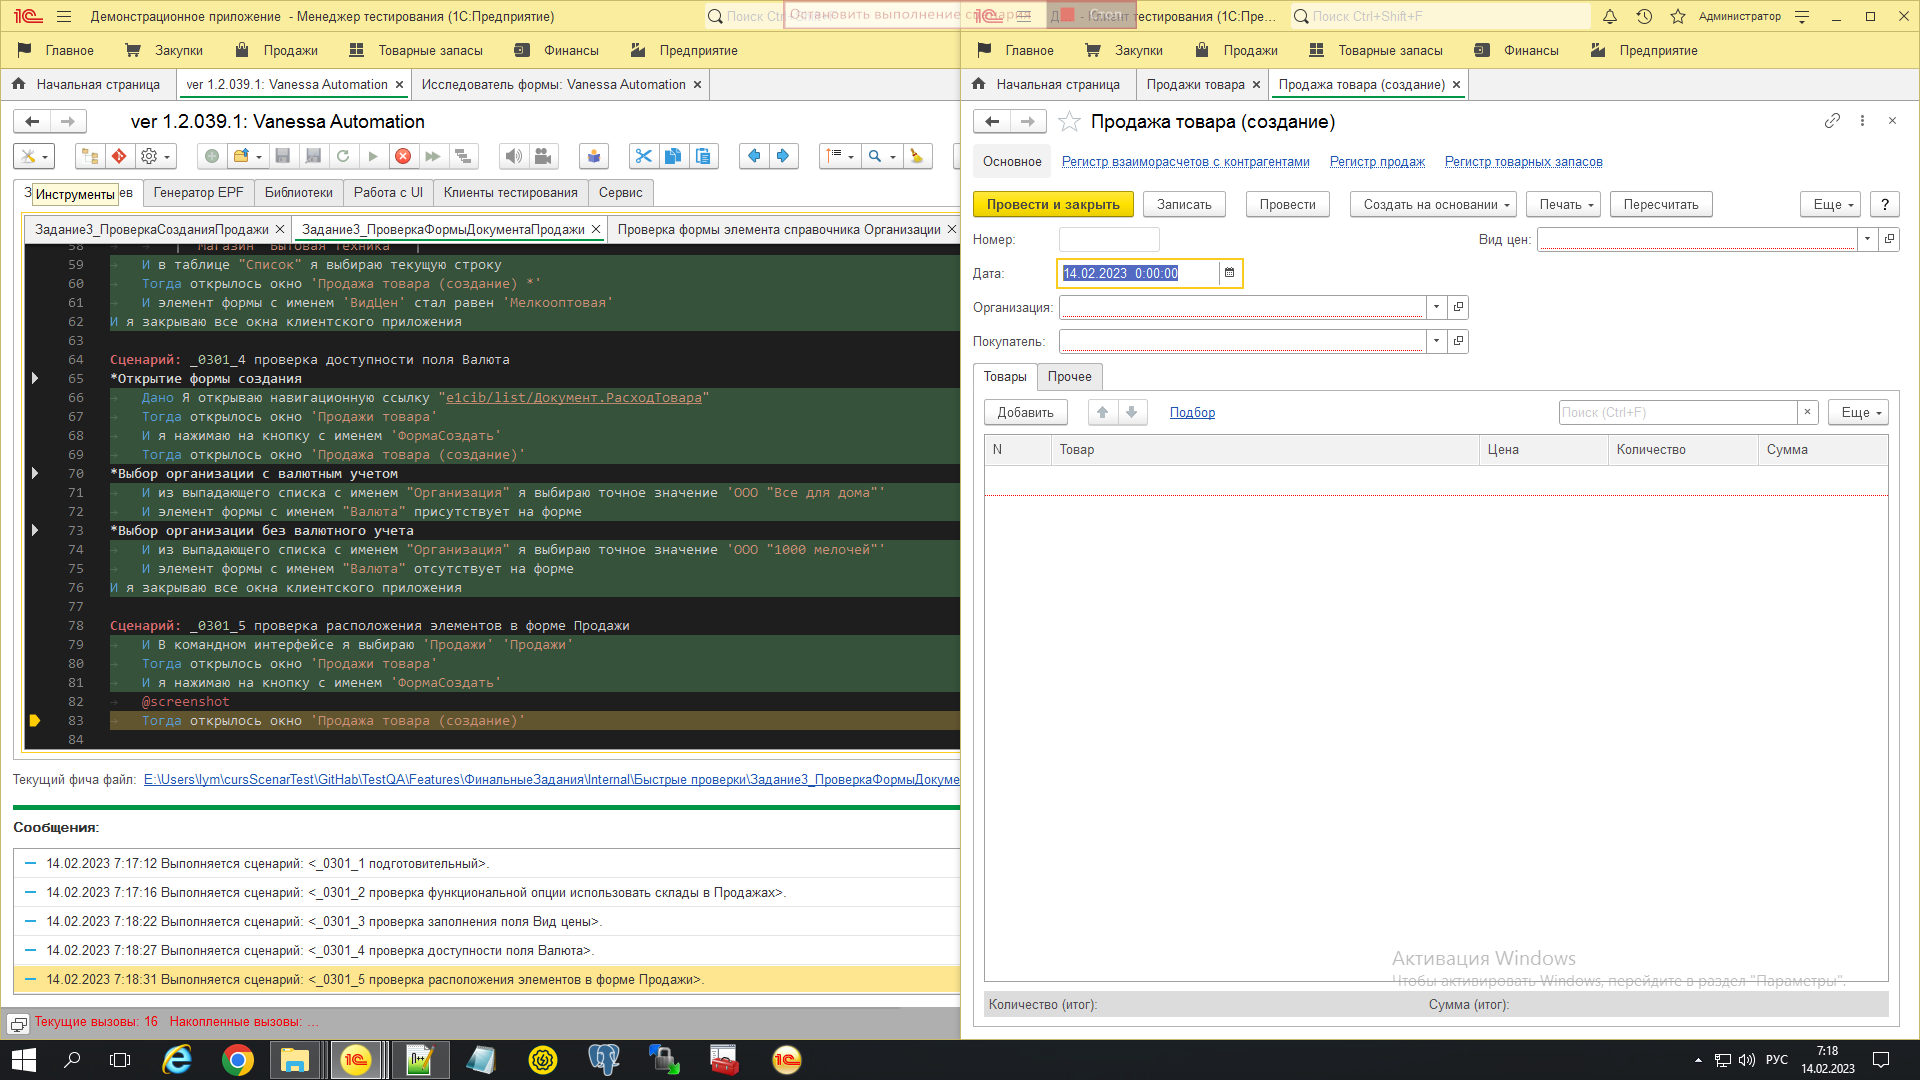 Демонстрационное приложение - Менеджер тестирования (1С:Предприятие)
Поиск Ctrl+Shift+F
Остановить выполнение сценария
Стоп
- Клиент тестирования (1С:Пре...
Поиск Ctrl+Shift+F
Администратор
Главное
Закупки
Продажи
Товарные запасы
Финансы
Предприятие
Главное
Закупки
Продажи
Товарные запасы
Финансы
Предприятие
Начальная страница
ver 1.2.039.1: Vanessa Automation
Исследователь формы: Vanessa Automation
Начальная страница
Продажи товара
Продажа товара (создание)
ver 1.2.039.1: Vanessa Automation
Инструменты
Генератор EPF
Библиотеки
Работа с UI
Клиенты тестирования
Сервис
Задание3_ПроверкаСозданияПродажи
Задание3_ПроверкаФормыДокументаПродажи
Проверка формы элемента справочника Организации
58 | "Магазин "Бытовая техника" |
59 И в таблице "Список" я выбираю текущую строку
60 Тогда открылось окно 'Продажа товара (создание) *'
61 И элемент формы с именем 'ВидЦен' стал равен 'Мелкооптовая'
62 И я закрываю все окна клиентского приложения
63
64 Сценарий: _0301_4 проверка доступности поля Валюта
65 *Открытие формы создания
66 Дано Я открываю навигационную ссылку "e1cib/list/Документ.РасходТовара"
67 Тогда открылось окно 'Продажи товара'
68 И я нажимаю на кнопку с именем 'ФормаСоздать'
69 Тогда открылось окно 'Продажа товара (создание)'
70 *Выбор организации с валютным учетом
71 И из выпадающего списка с именем "Организация" я выбираю точное значение 'ООО "Все для дома"'
72 И элемент формы с именем "Валюта" присутствует на форме
73 *Выбор организации без валютного учета
74 И из выпадающего списка с именем "Организация" я выбираю точное значение 'ООО "1000 мелочей"'
75 И элемент формы с именем "Валюта" отсутствует на форме
76 И я закрываю все окна клиентского приложения
77
78 Сценарий: _0301_5 проверка расположения элементов в форме Продажи
79 И В командном интерфейсе я выбираю 'Продажи' 'Продажи'
80 Тогда открылось окно 'Продажи товара'
81 И я нажимаю на кнопку с именем 'ФормаСоздать'
82 @screenshot
83 Тогда открылось окно 'Продажа товара (создание)'
84
Текущий фича файл: E:\Users\lym\cursScenarTest\GitHab\TestQA\Features\ФинальныеЗадания\Internal\Быстрые проверки\Задание3_ПроверкаФормыДокуме
Сообщения:
14.02.2023 7:17:12 Выполняется сценарий: <_0301_1 подготовительный>.
14.02.2023 7:17:16 Выполняется сценарий: <_0301_2 проверка функциональной опции использовать склады в Продажах>.
14.02.2023 7:18:22 Выполняется сценарий: <_0301_3 проверка заполнения поля Вид цены>.
14.02.2023 7:18:27 Выполняется сценарий: <_0301_4 проверка доступности поля Валюта>.
14.02.2023 7:18:31 Выполняется сценарий: <_0301_5 проверка расположения элементов в форме Продажи>.
Текущие вызовы: 16 Накопленные вызовы: ...
Продажа товара (создание)
Основное
Регистр взаиморасчетов с контрагентами
Регистр продаж
Регистр товарных запасов
Провести и закрыть
Записать
Провести
Создать на основании
Печать
Пересчитать
Еще
?
Номер:
Вид цен:
Дата: 14.02.2023 0:00:00
Организация:
Покупатель:
Товары
Прочее
Добавить
Подбор
Поиск (Ctrl+F)
×
Еще
N Товар Цена Количество Сумма
Активация Windows
Чтобы активировать Windows, перейдите в раздел "Параметры".
Количество (итог):
Сумма (итог):
РУС
7:18
14.02.2023